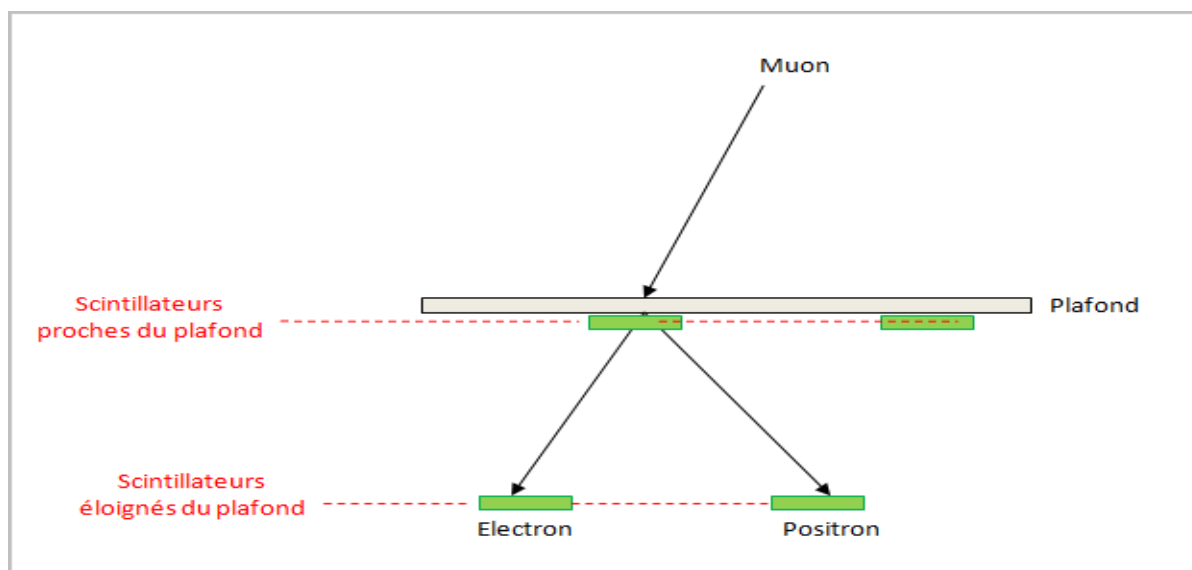 Muon
Scintillateurs
proches du plafond
Plafond
Scintillateurs
éloignés du plafond
Electron
Positron